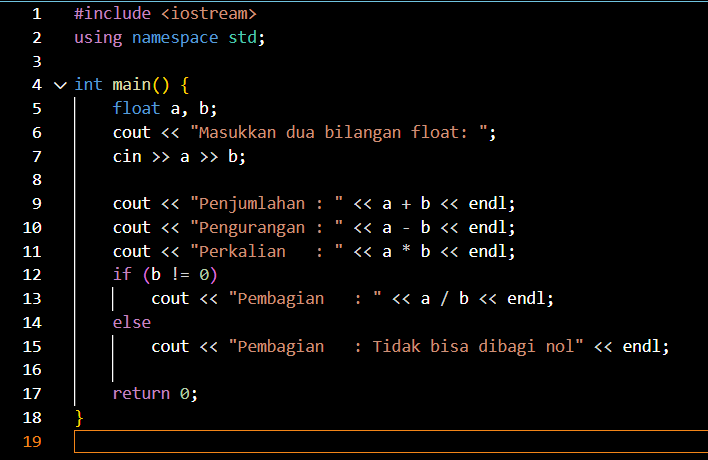 1 #include <iostream>
2 using namespace std;
3
4 int main() {
5     float a, b;
6     cout << "Masukkan dua bilangan float: ";
7     cin >> a >> b;
8
9     cout << "Penjumlahan : " << a + b << endl;
10     cout << "Pengurangan : " << a - b << endl;
11     cout << "Perkalian   : " << a * b << endl;
12     if (b != 0)
13         cout << "Pembagian   : " << a / b << endl;
14     else
15         cout << "Pembagian   : Tidak bisa dibagi nol" << endl;
16
17     return 0;
18 }
19